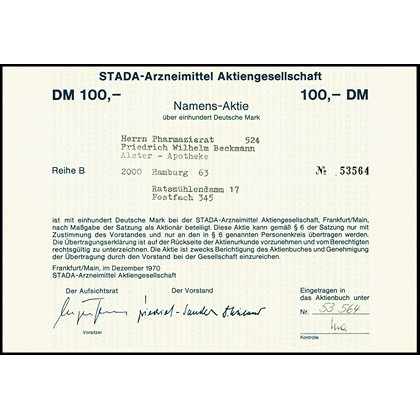 STADA-Arzneimittel Aktiengesellschaft
DM 100,– 100,– DM
Namens-Aktie
über einhundert Deutsche Mark
Herrn Pharmazierat 524
Friedrich Wilhelm Beckmann
Alster - Apotheke
Reihe B 2000 Hamburg 63 № 53564
Ratsmühlendamm 17
Postfach 345
ist mit einhundert Deutsche Mark bei der STADA-Arzneimittel Aktiengesellschaft, Frankfurt/Main,
nach Maßgabe der Satzung als Aktionär beteiligt. Diese Aktie kann gemäß § 6 der Satzung nur mit
Zustimmung des Vorstandes und nur an den in § 6 genannten Personenkreis übertragen werden.
Die Übertragungserklärung ist auf der Rückseite der Aktienurkunde vorzunehmen und vom Berechtigten
rechtsgültig zu unterzeichnen. Die Aktie ist zwecks Berichtigung des Aktienbuches und Genehmigung
der Übertragung durch den Vorstand bei der Gesellschaft einzureichen.
Frankfurt/Main, im Dezember 1970
STADA-Arzneimittel Aktiengesellschaft
Der Aufsichtsrat Der Vorstand Eingetragen in
das Aktienbuch unter
Nr. 53 564
Vorsitzer
Kontrolle